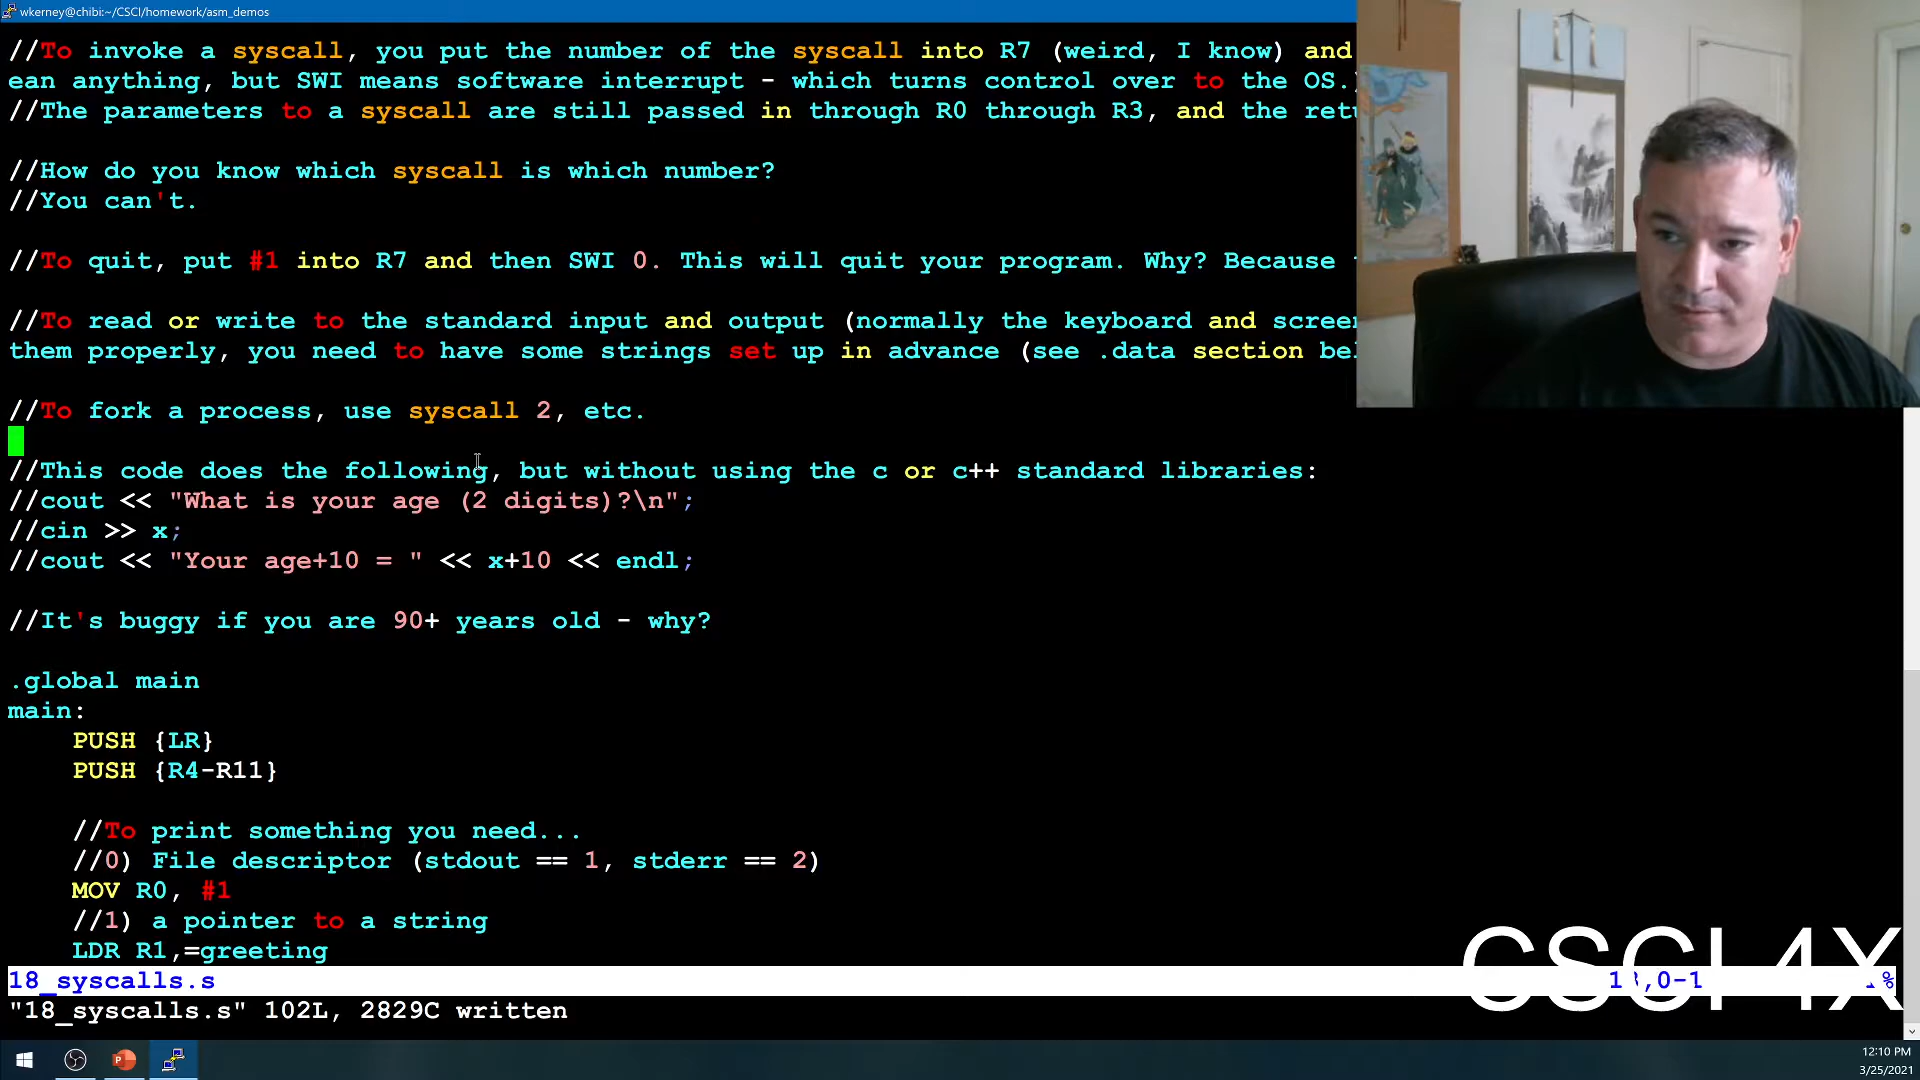 wkerney@chibi:~/CSCI/homework/asm_demos
//To invoke a syscall, you put the number of the syscall into R7 (weird, I know) and
ean anything, but SWI means software interrupt - which turns control over to the OS.)
//The parameters to a syscall are still passed in through R0 through R3, and the retu
//How do you know which syscall is which number?
//You can't.
//To quit, put #1 into R7 and then SWI 0. This will quit your program. Why? Because
//To read or write to the standard input and output (normally the keyboard and screen
them properly, you need to have some strings set up in advance (see .data section bel
//To fork a process, use syscall 2, etc.
//This code does the following, but without using the c or c++ standard libraries:
//cout << "What is your age (2 digits)?\n";
//cin >> x;
//cout << "Your age+10 = " << x+10 << endl;
//It's buggy if you are 90+ years old - why?
.global main
main:
PUSH {LR}
PUSH {R4-R11}
//To print something you need...
//0) File descriptor (stdout == 1, stderr == 2)
MOV R0, #1
//1) a pointer to a string
LDR R1,=greeting
18_syscalls.s
CSCI 4X
"18_syscalls.s" 102L, 2829C written
12:10 PM
3/25/2021